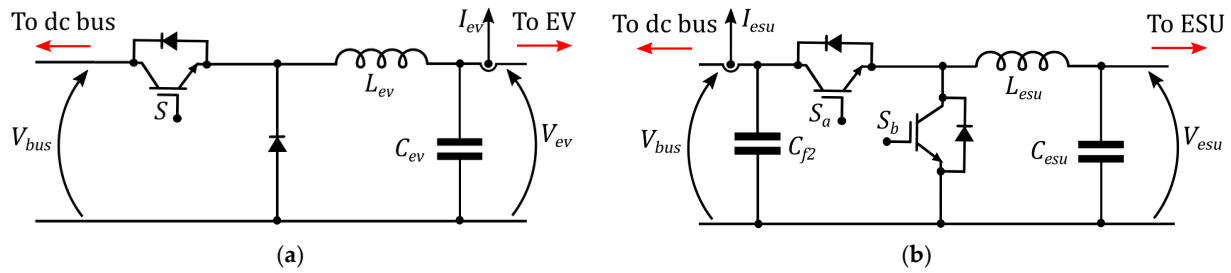 To dc bus
I_ev
To EV
S
L_ev
V_bus
C_ev
V_ev
(a)
To dc bus
I_esu
To ESU
S_a
L_esu
S_b
V_bus
C_f2
C_esu
V_esu
(b)